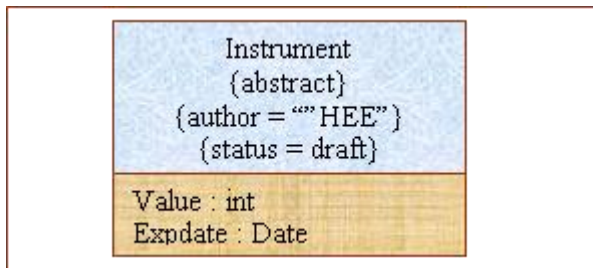 Instrument
{abstract}
{author = “” HEE” }
{status = draft}
Value : int
Expdate : Date